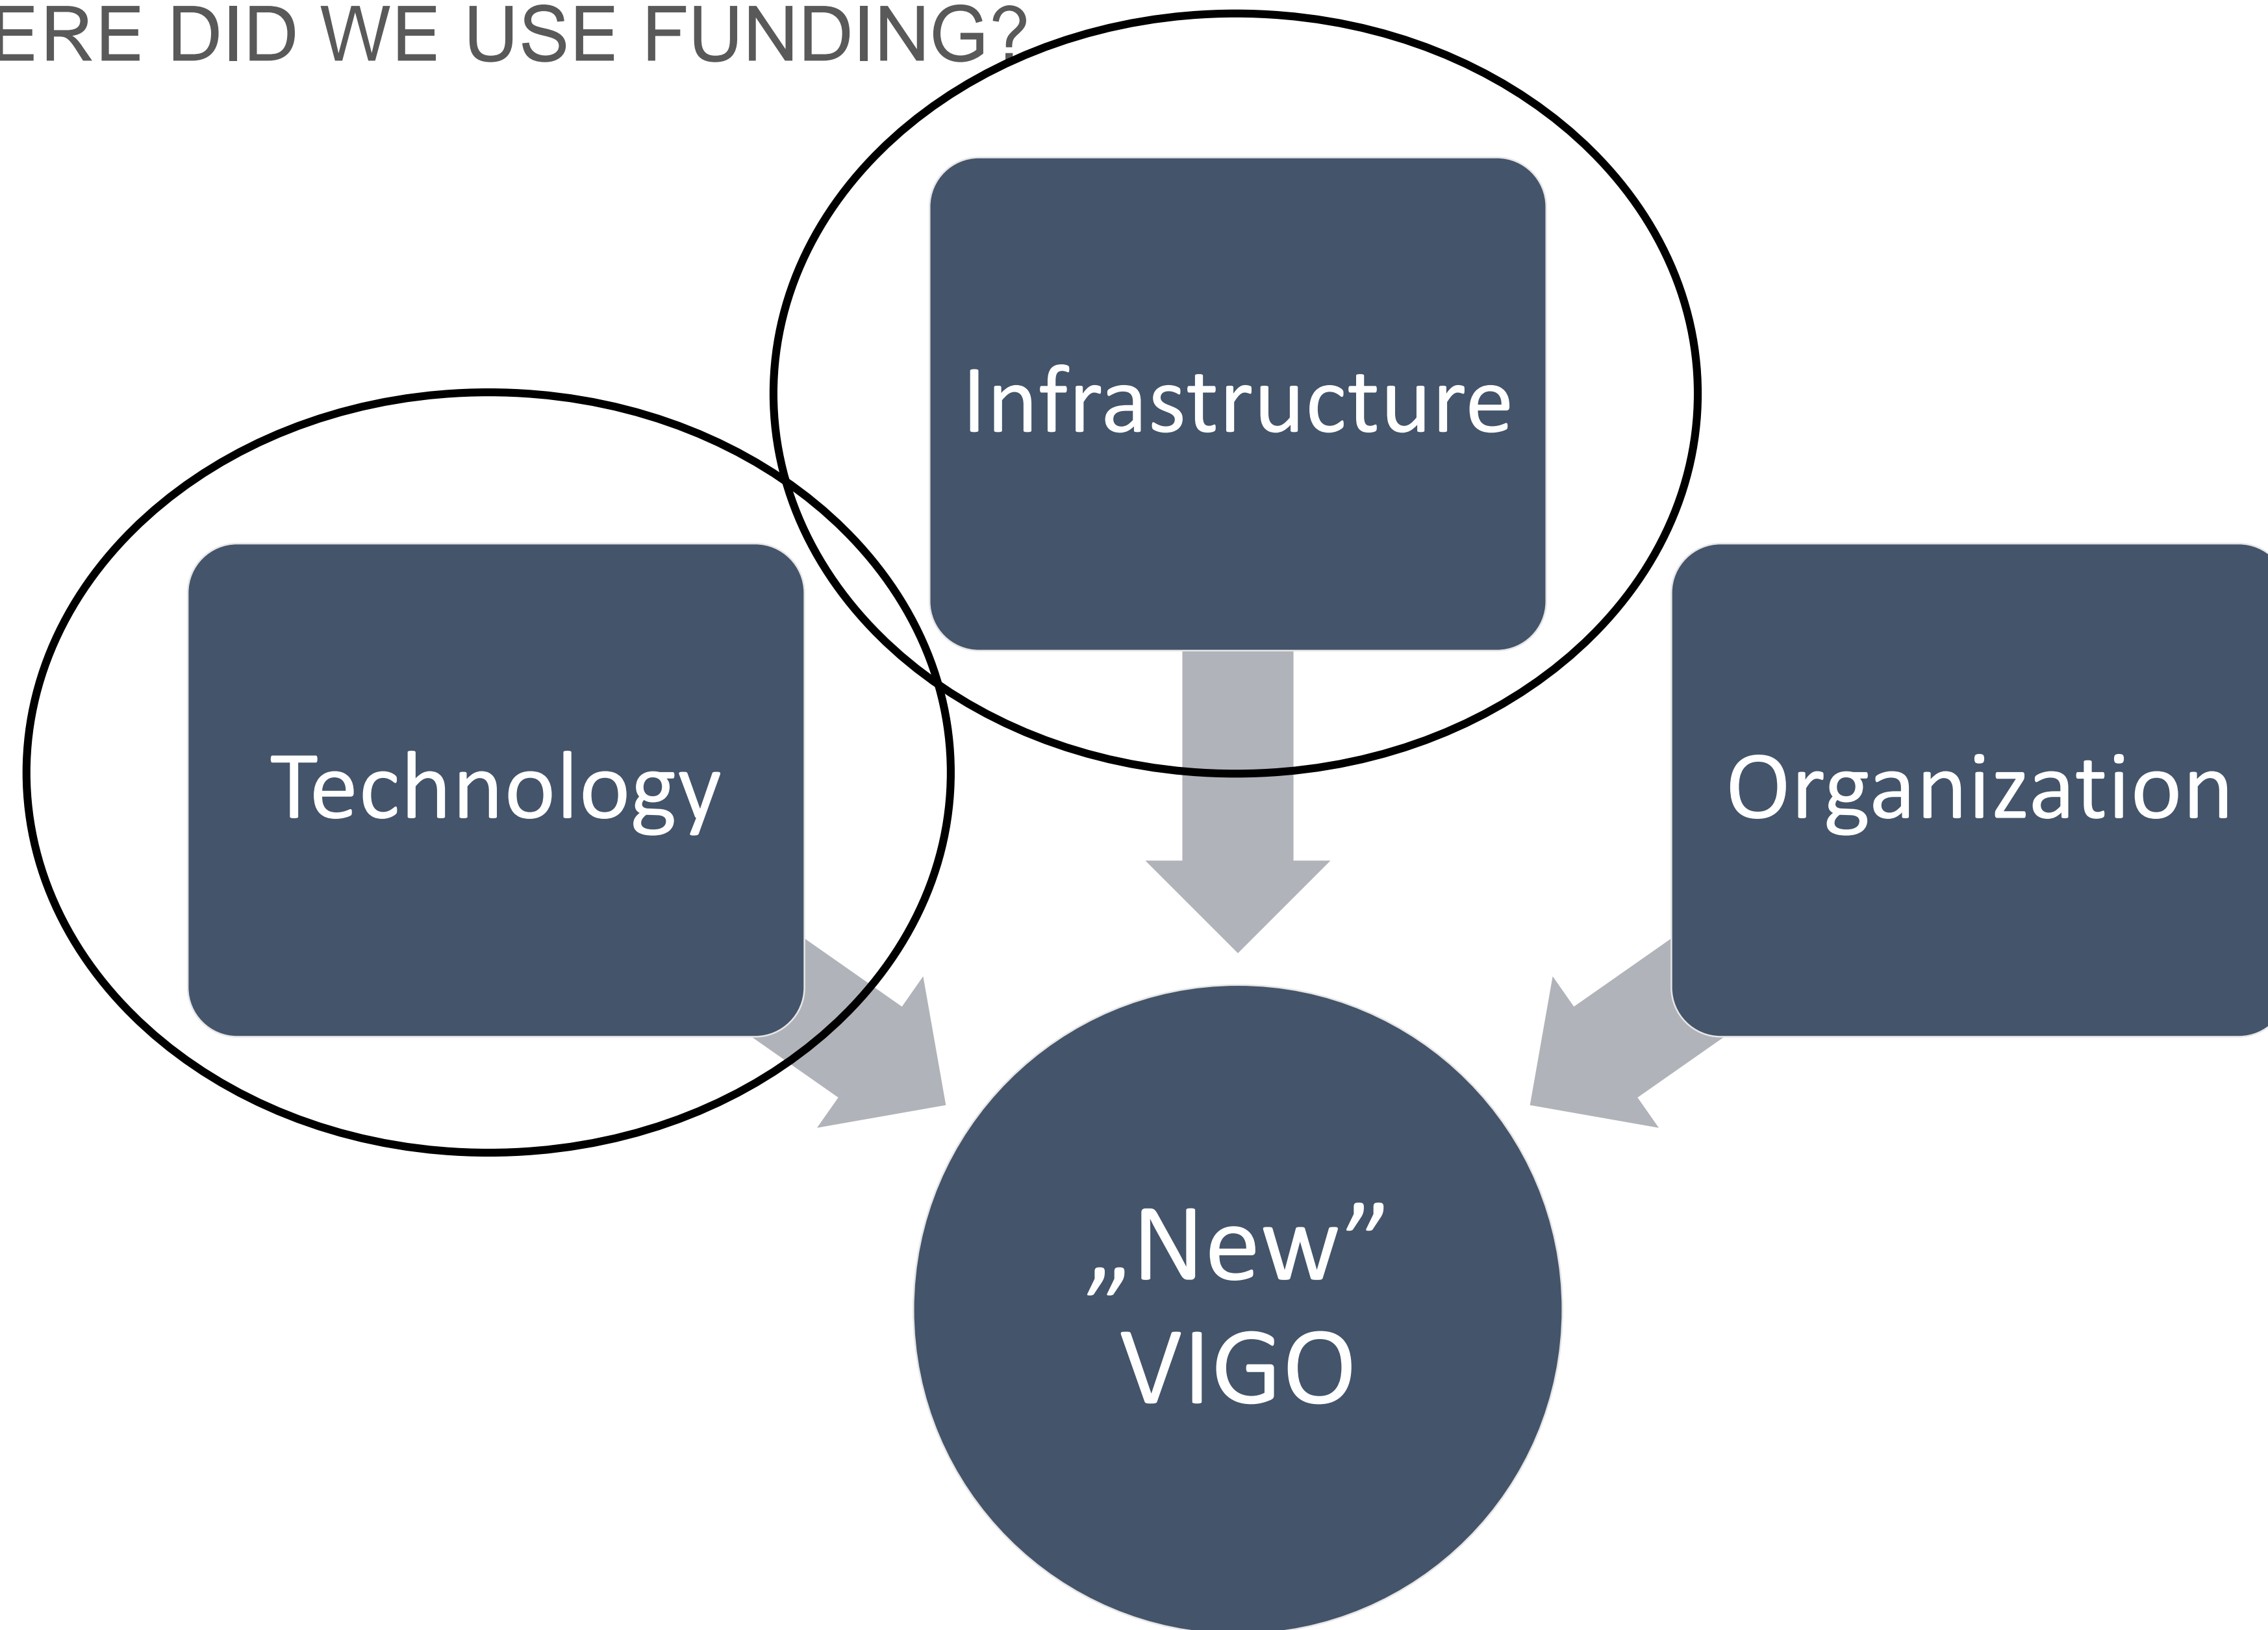 ERE DID WE USE FUNDING?
Infrastructure
Technology
Organization
„New”
VIGO